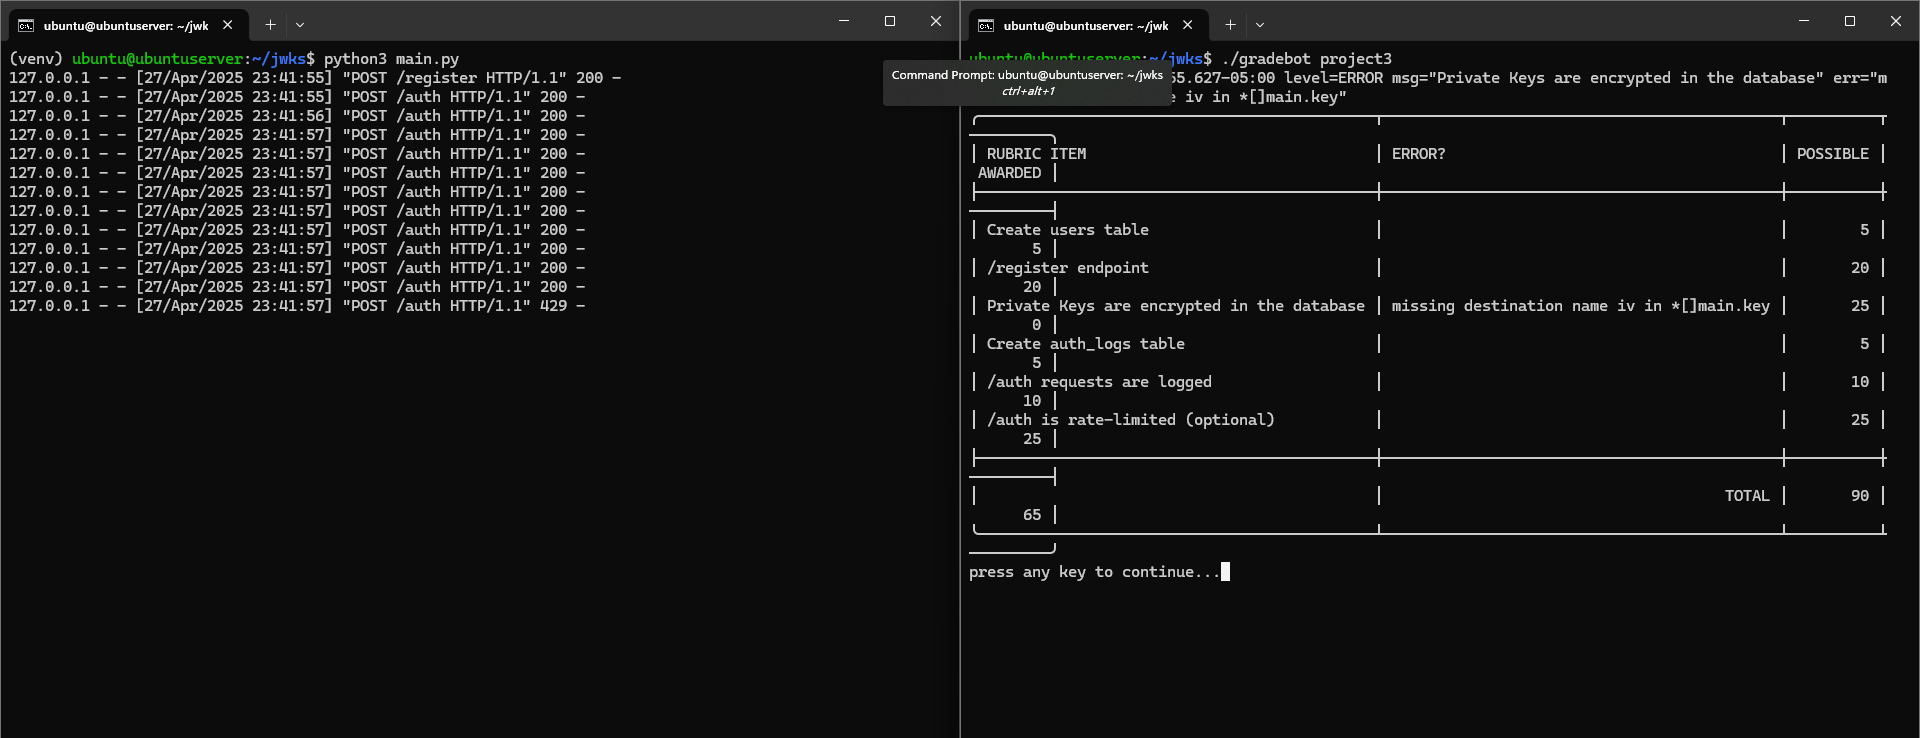 ubuntu@ubuntuserver: ~/jwk
(venv) ubuntu@ubuntuserver:~/jwks$ python3 main.py
127.0.0.1 - - [27/Apr/2025 23:41:55] "POST /register HTTP/1.1" 200 -
127.0.0.1 - - [27/Apr/2025 23:41:55] "POST /auth HTTP/1.1" 200 -
127.0.0.1 - - [27/Apr/2025 23:41:56] "POST /auth HTTP/1.1" 200 -
127.0.0.1 - - [27/Apr/2025 23:41:57] "POST /auth HTTP/1.1" 200 -
127.0.0.1 - - [27/Apr/2025 23:41:57] "POST /auth HTTP/1.1" 200 -
127.0.0.1 - - [27/Apr/2025 23:41:57] "POST /auth HTTP/1.1" 200 -
127.0.0.1 - - [27/Apr/2025 23:41:57] "POST /auth HTTP/1.1" 200 -
127.0.0.1 - - [27/Apr/2025 23:41:57] "POST /auth HTTP/1.1" 200 -
127.0.0.1 - - [27/Apr/2025 23:41:57] "POST /auth HTTP/1.1" 200 -
127.0.0.1 - - [27/Apr/2025 23:41:57] "POST /auth HTTP/1.1" 200 -
127.0.0.1 - - [27/Apr/2025 23:41:57] "POST /auth HTTP/1.1" 200 -
127.0.0.1 - - [27/Apr/2025 23:41:57] "POST /auth HTTP/1.1" 200 -
127.0.0.1 - - [27/Apr/2025 23:41:57] "POST /auth HTTP/1.1" 429 -
ubuntu@ubuntuserver: ~/jwk
ubuntu@ubuntuserver:~/jwks$ ./gradebot project3
Command Prompt: ubuntu@ubuntuserver: ~/jwks
ctrl+alt+1
55.627-05:00 level=ERROR msg="Private Keys are encrypted in the database" err="m
e iv in *[]main.key"
RUBRIC ITEM ERROR? POSSIBLE
AWARDED
Create users table 5
5
/register endpoint 20
20
Private Keys are encrypted in the database missing destination name iv in *[]main.key 25
0
Create auth_logs table 5
5
/auth requests are logged 10
10
/auth is rate-limited (optional) 25
25
TOTAL 90
65
press any key to continue...